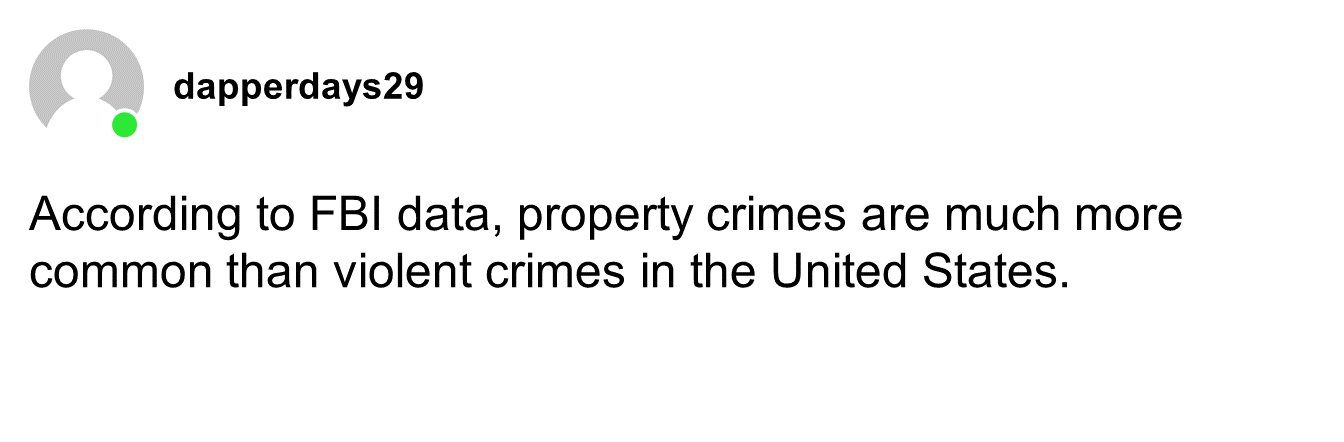 dapperdays29
According to FBI data, property crimes are much more
common than violent crimes in the United States.